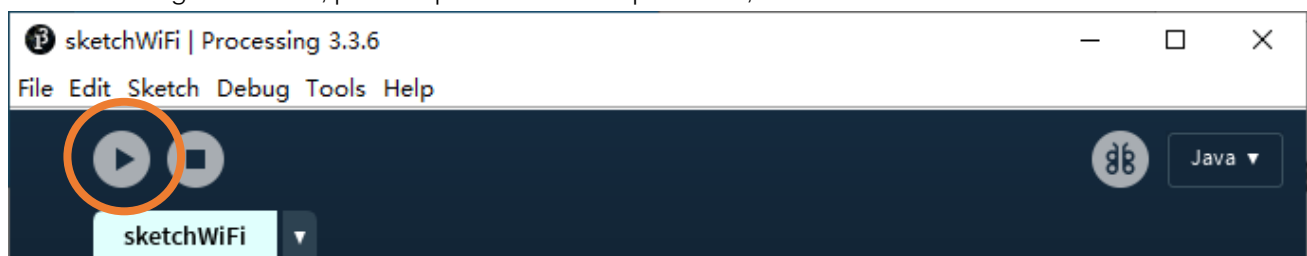 sketchWiFi | Processing 3.3.6
File Edit Sketch Debug Tools Help
Java ▼
sketchWiFi ▼